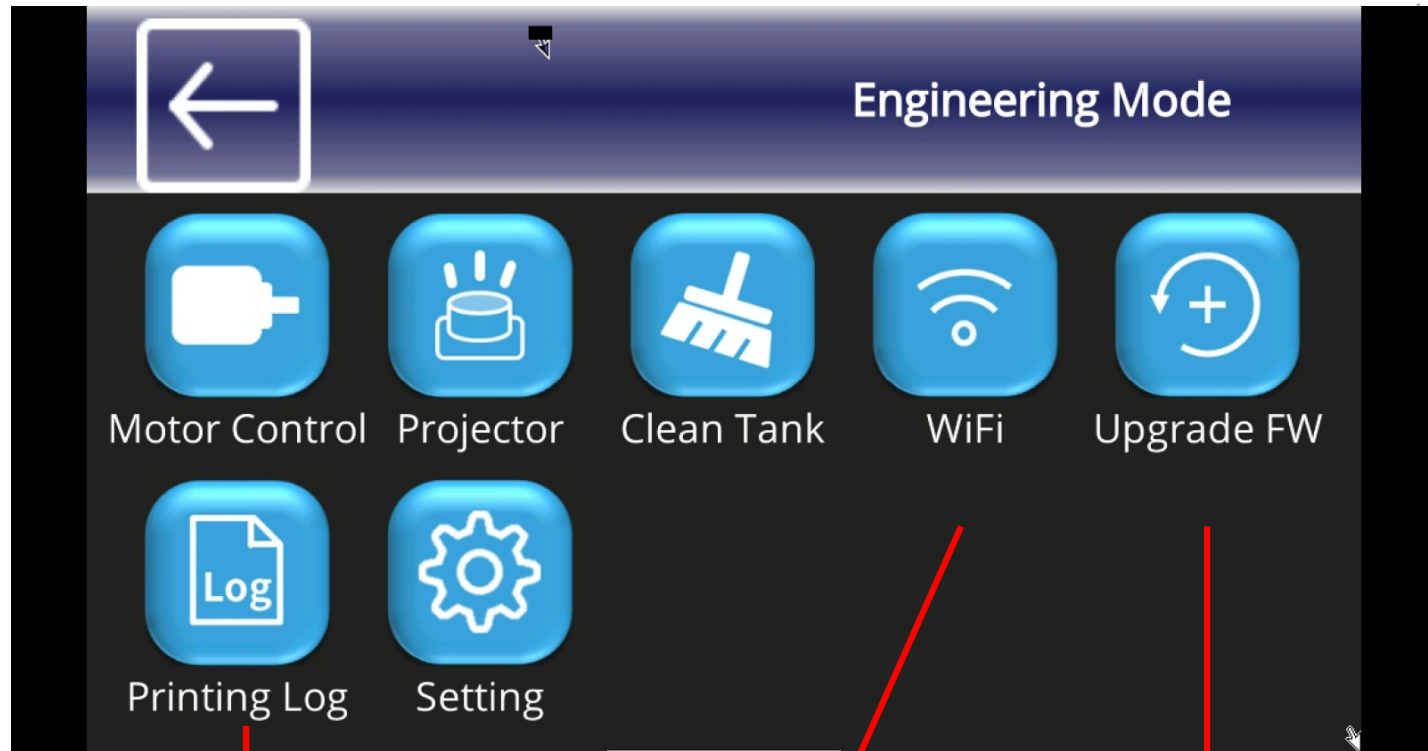 Engineering Mode
Motor Control Projector Clean Tank WiFi Upgrade FW
Log
Printing Log Setting